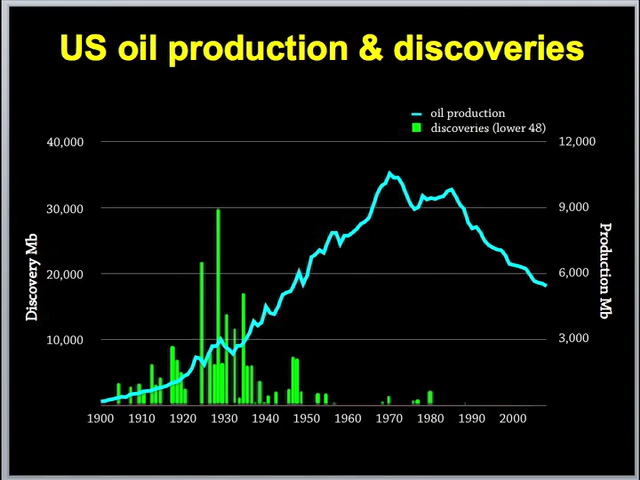 US oil production & discoveries
oil production
discoveries (lower 48)
40,000
12,000
30,000
9,000
20,000
6,000
10,000
3,000
Discovery Mb
Production Mb
1900 1910 1920 1930 1940 1950 1960 1970 1980 1990 2000